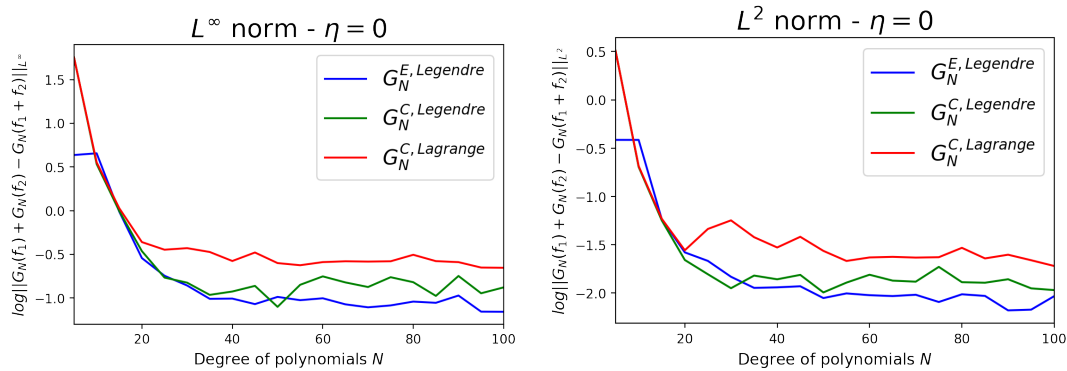 L^∞ norm - η = 0
log||G_N(f_1) + G_N(f_2) − G_N(f_1 + f_2)||_{L^∞}
1.5
1.0
0.5
0.0
−0.5
−1.0
G_N^{E, Legendre}
G_N^{C, Legendre}
G_N^{C, Lagrange}
20 40 60 80 100
Degree of polynomials N
L^2 norm - η = 0
log||G_N(f_1) + G_N(f_2) − G_N(f_1 + f_2)||_{L^2}
0.5
0.0
−0.5
−1.0
−1.5
−2.0
G_N^{E, Legendre}
G_N^{C, Legendre}
G_N^{C, Lagrange}
20 40 60 80 100
Degree of polynomials N